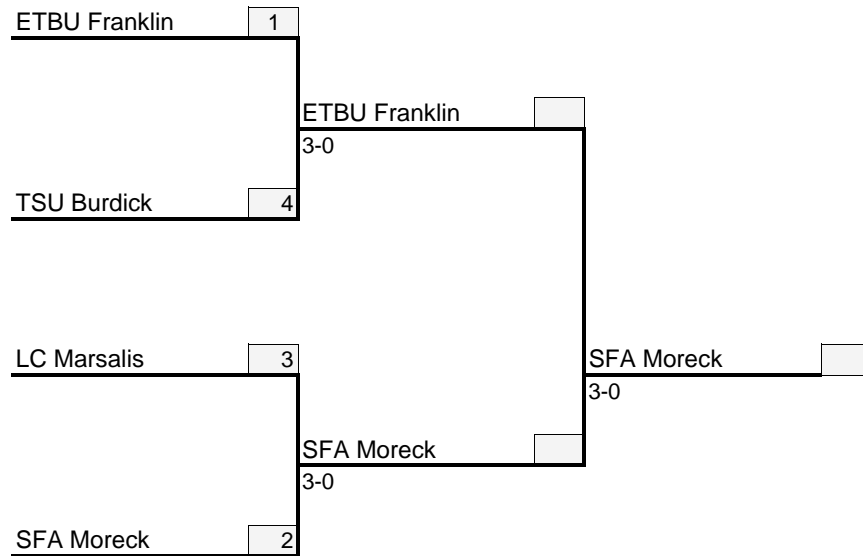 ETBU Franklin 1
ETBU Franklin
3-0
TSU Burdick 4
LC Marsalis 3
SFA Moreck
3-0
SFA Moreck
3-0
SFA Moreck 2